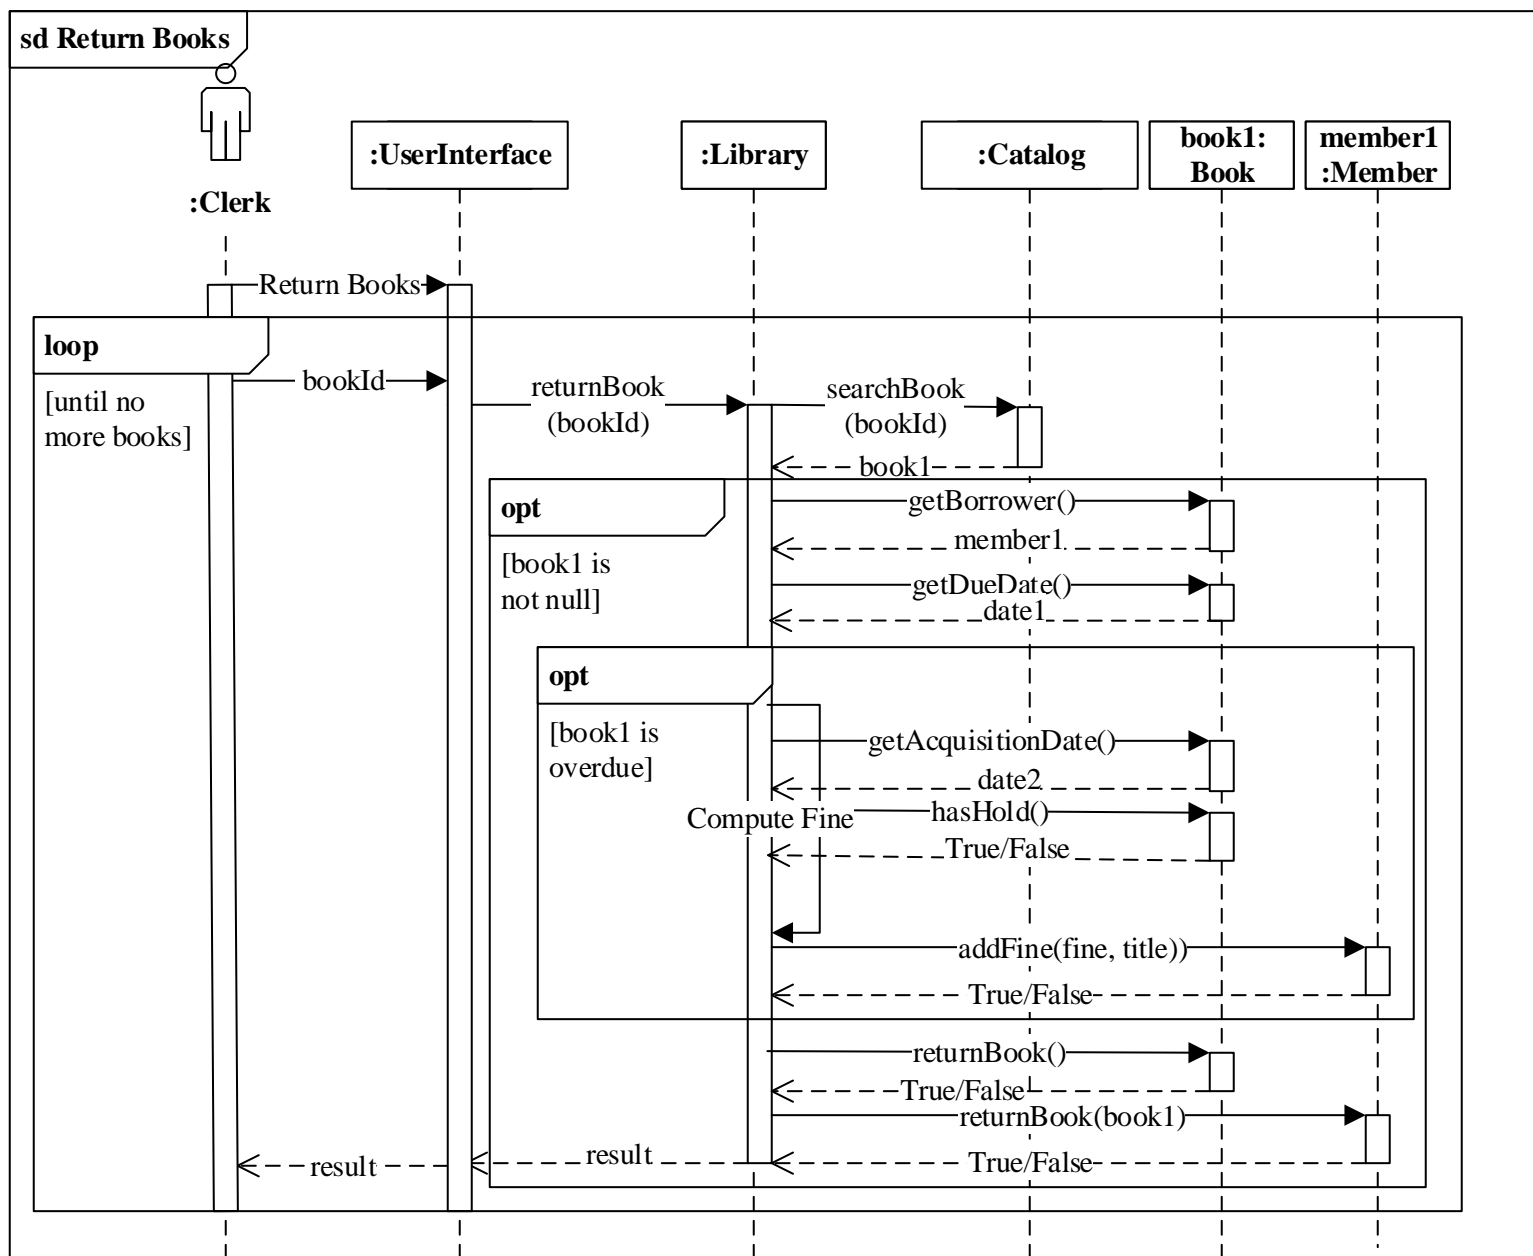 sd Return Books
:Clerk
:UserInterface
:Library
:Catalog
book1:
Book
member1
:Member
Return Books
loop
[until no
more books]
bookId
returnBook
(bookId)
searchBook
(bookId)
book1
opt
[book1 is
not null]
getBorrower()
member1
getDueDate()
date1
opt
[book1 is
overdue]
getAcquisitionDate()
date2
Compute Fine
hasHold()
True/False
addFine(fine, title))
True/False
returnBook()
True/False
returnBook(book1)
True/False
result
result